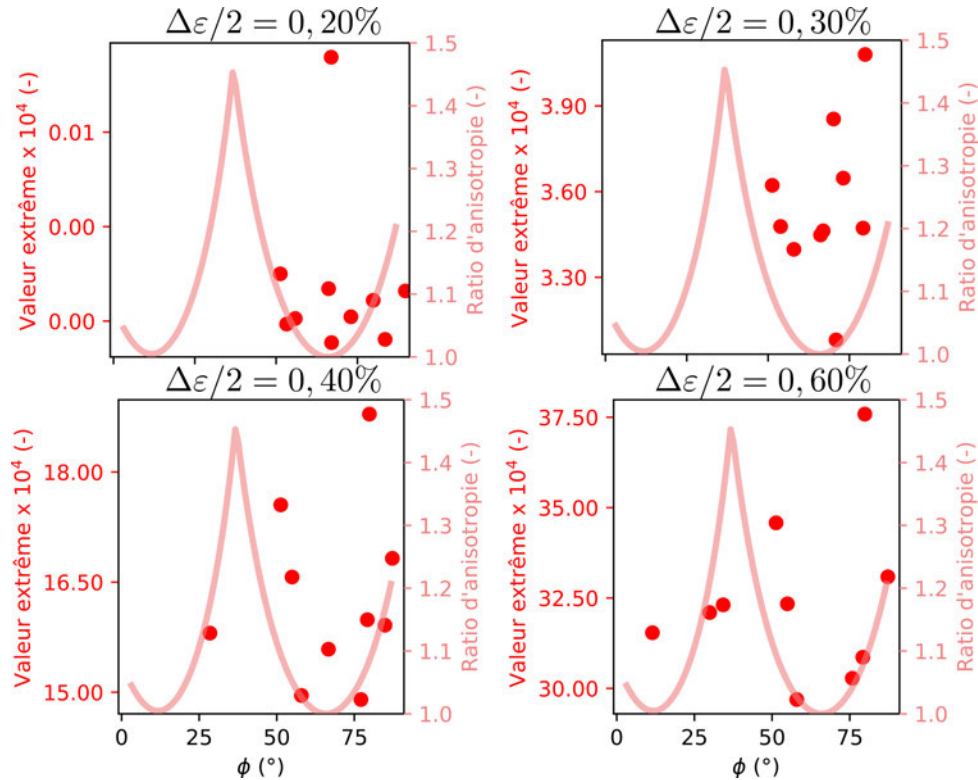 Δε/2 = 0, 20%
Valeur extrême x 10⁴ (-)
0.01
0.00
0.00
1.5
1.4
1.3
1.2
1.1
1.0
Ratio d'anisotropie (-)
Δε/2 = 0, 30%
Valeur extrême x 10⁴ (-)
3.90
3.60
3.30
1.5
1.4
1.3
1.2
1.1
1.0
Ratio d'anisotropie (-)
Δε/2 = 0, 40%
Valeur extrême x 10⁴ (-)
18.00
16.50
15.00
1.5
1.4
1.3
1.2
1.1
1.0
Ratio d'anisotropie (-)
0 25 50 75
ϕ (°)
Δε/2 = 0, 60%
Valeur extrême x 10⁴ (-)
37.50
35.00
32.50
30.00
1.5
1.4
1.3
1.2
1.1
1.0
Ratio d'anisotropie (-)
0 25 50 75
ϕ (°)